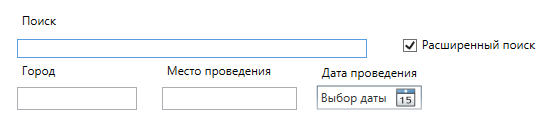 Поиск
Расширенный поиск
Город Место проведения Дата проведения
Выбор даты 15